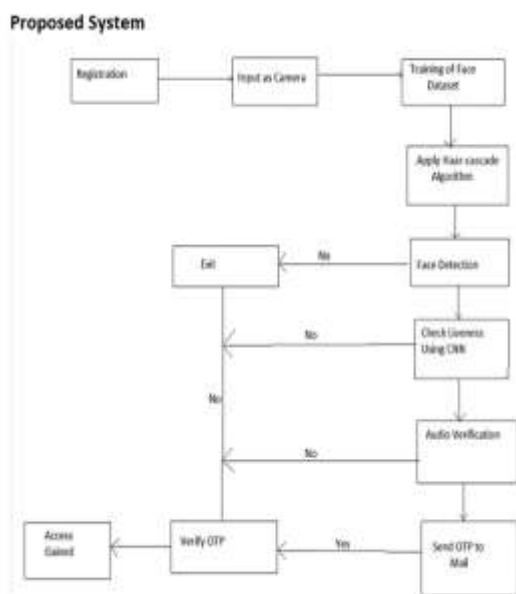 Proposed System
Registration
Input as Camera
Training of Face
Dataset
Apply Haar-cascade
Algorithm
Exit
No
Face Detection
No
Check Liveness
Using CNN
No
No
Audio Verification
Access
Gained
Verify OTP
Yes
Send OTP to
Mail